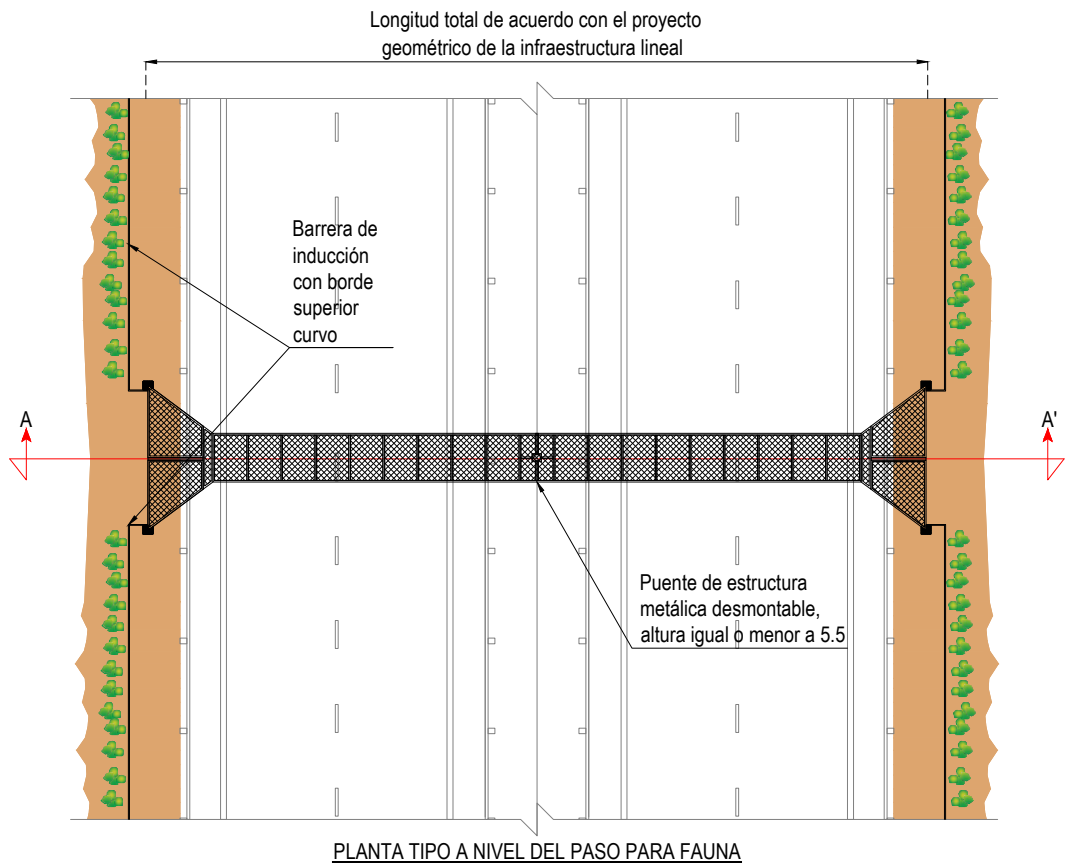 Longitud total de acuerdo con el proyecto
geométrico de la infraestructura lineal
Barrera de
inducción
con borde
superior
curvo
A
A'
Puente de estructura
metálica desmontable,
altura igual o menor a 5.5
PLANTA TIPO A NIVEL DEL PASO PARA FAUNA